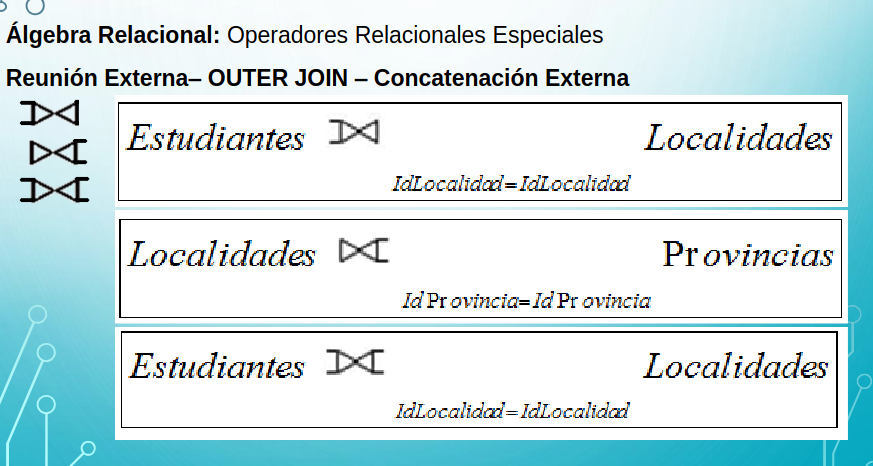 Álgebra Relacional: Operadores Relacionales Especiales
Reunión Externa– OUTER JOIN – Concatenación Externa
⟕
⟖
⟗
Estudiantes ⟕ Localidades
IdLocalidad=IdLocalidad
Localidades ⟖ Provincias
IdProvincia=IdProvincia
Estudiantes ⟗ Localidades
IdLocalidad=IdLocalidad